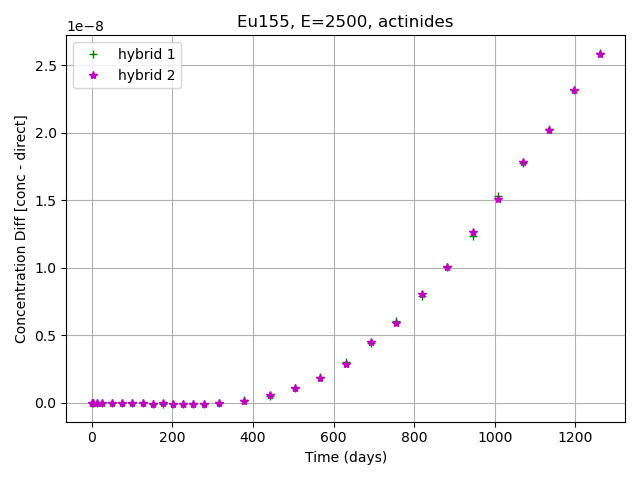 Eu155, E=2500, actinides
1e−8
hybrid 1
hybrid 2
2.5
2.0
1.5
1.0
0.5
0.0
Concentration Diff [conc - direct]
0 200 400 600 800 1000 1200
Time (days)